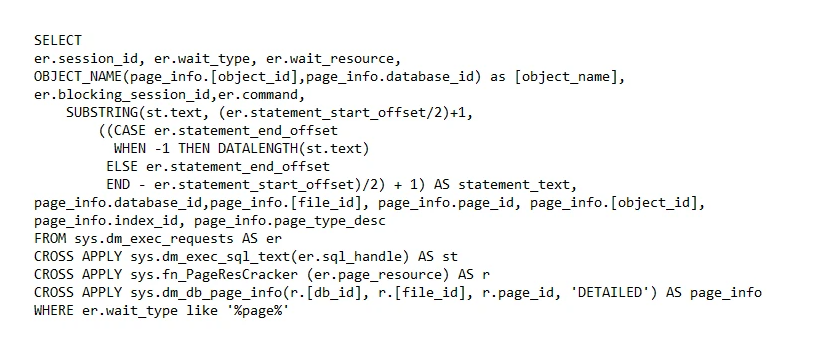 SELECT
er.session_id, er.wait_type, er.wait_resource,
OBJECT_NAME(page_info.[object_id],page_info.database_id) as [object_name],
er.blocking_session_id,er.command,
    SUBSTRING(st.text, (er.statement_start_offset/2)+1,
        ((CASE er.statement_end_offset
          WHEN -1 THEN DATALENGTH(st.text)
         ELSE er.statement_end_offset
         END - er.statement_start_offset)/2) + 1) AS statement_text,
page_info.database_id,page_info.[file_id], page_info.page_id, page_info.[object_id],
page_info.index_id, page_info.page_type_desc
FROM sys.dm_exec_requests AS er
CROSS APPLY sys.dm_exec_sql_text(er.sql_handle) AS st
CROSS APPLY sys.fn_PageResCracker (er.page_resource) AS r
CROSS APPLY sys.dm_db_page_info(r.[db_id], r.[file_id], r.page_id, 'DETAILED') AS page_info
WHERE er.wait_type like '%page%'